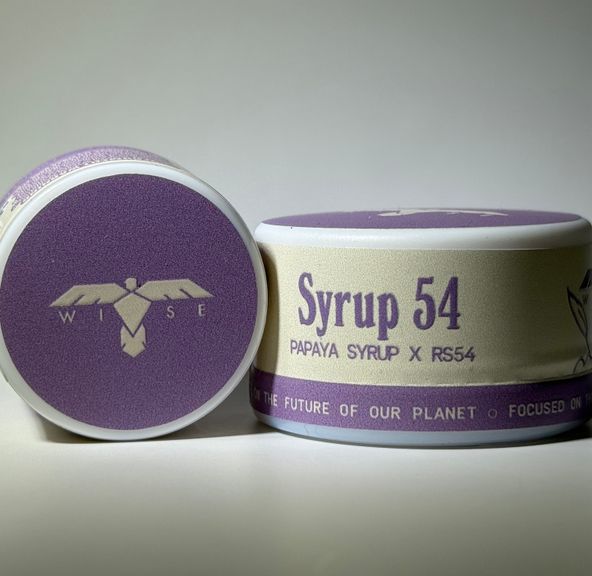 WISE
Syrup 54
PAPAYA SYRUP X RS54
THE FUTURE OF OUR PLANET ○ FOCUSED ON